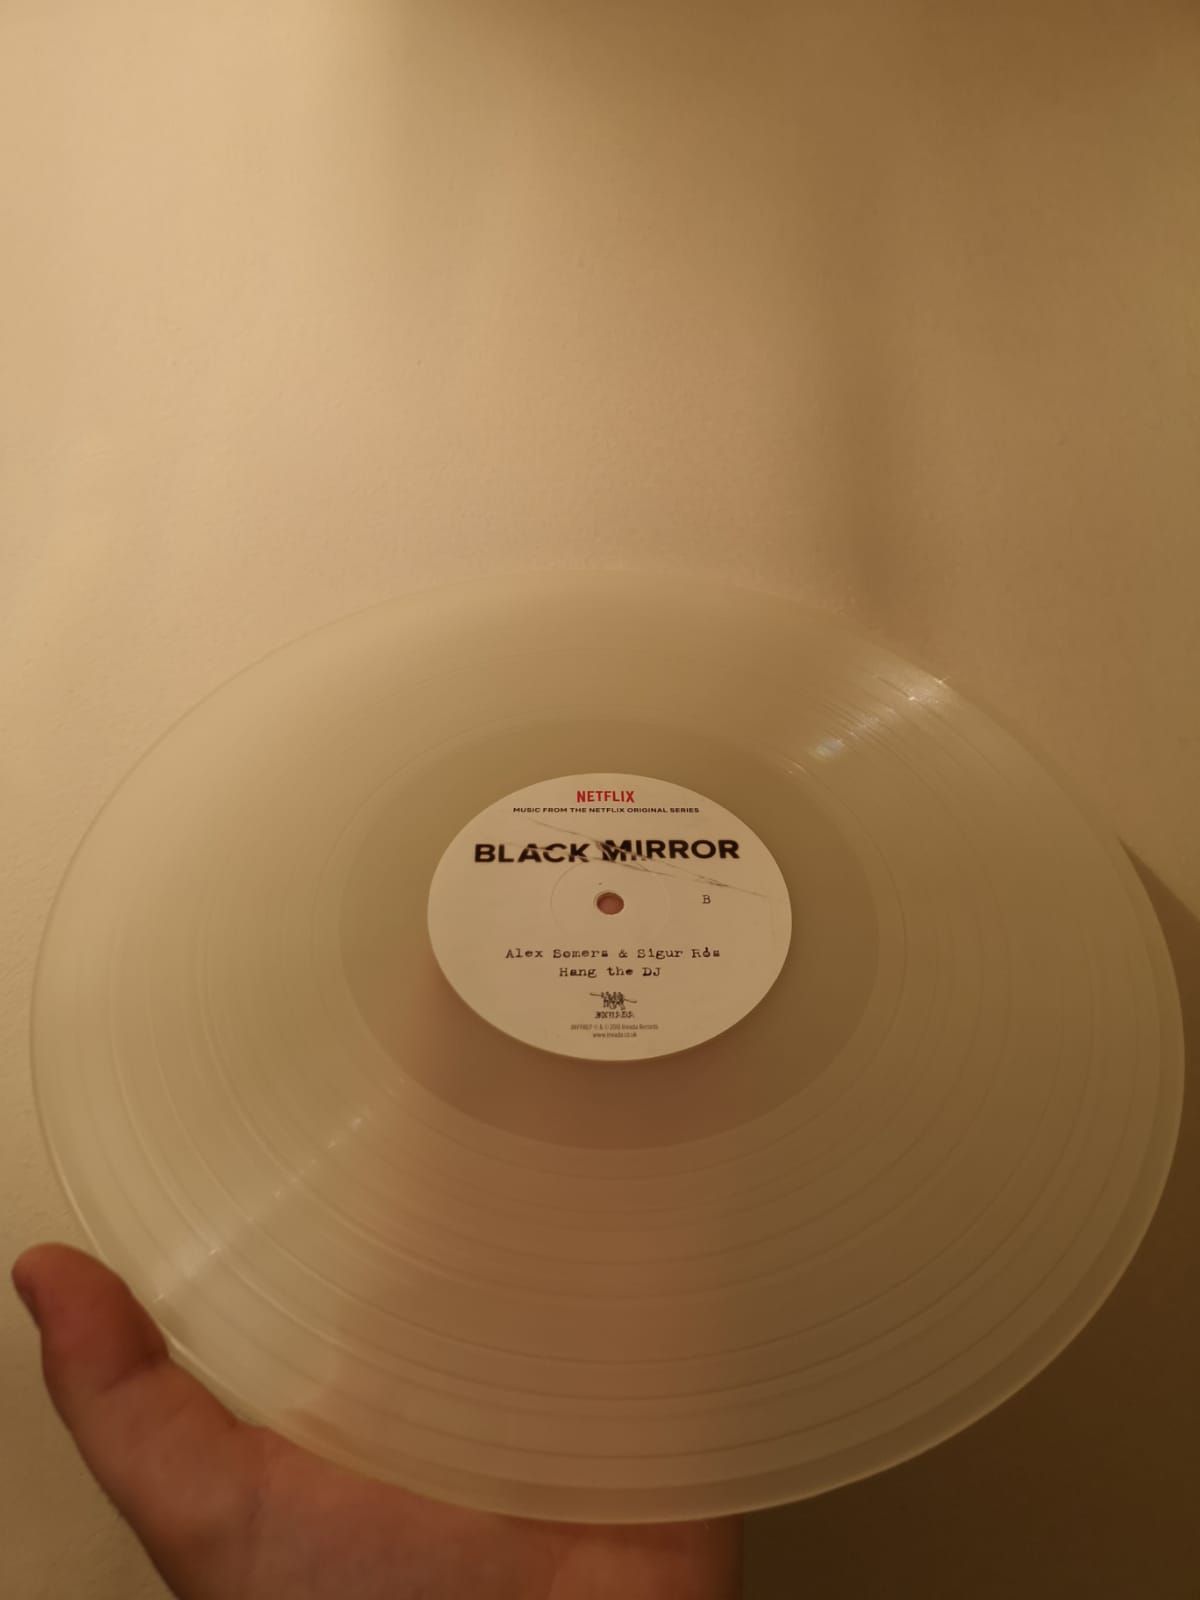 NETFLIX
MUSIC FROM THE NETFLIX ORIGINAL SERIES
BLACK MIRROR
B
Alex Somers & Sigur Rós
Hang the DJ
INVADA
www.invada.co.uk